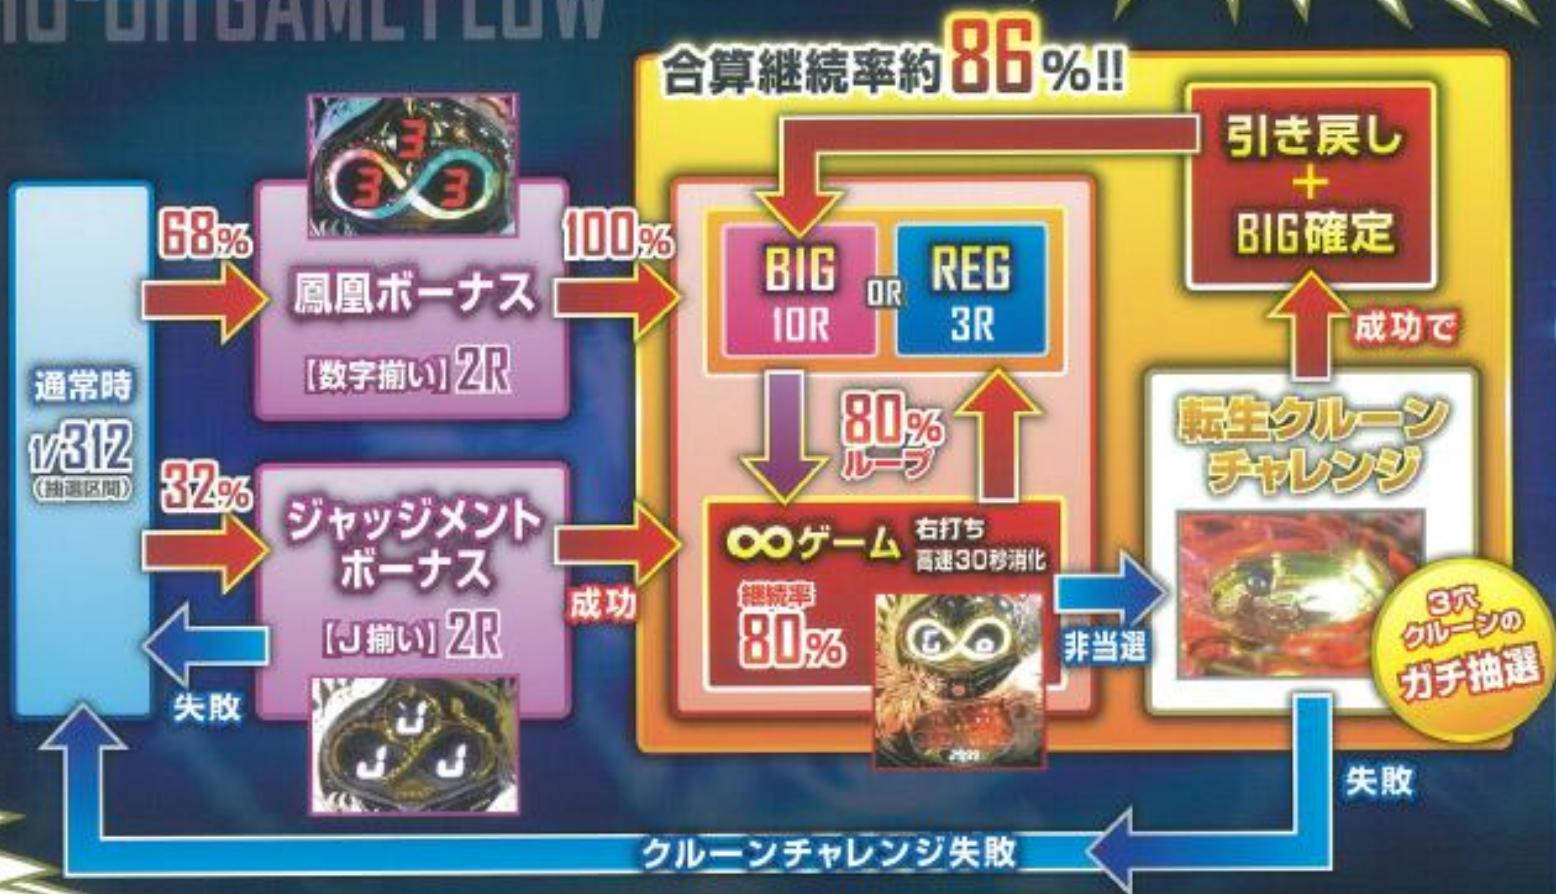 GAME FLOW
合算継続率約86%!!
通常時
1/312
(抽選区間)
68%
鳳凰ボーナス
【数字揃い】2R
100%
32%
ジャッジメント
ボーナス
【J揃い】2R
成功
失敗
BIG
10R
OR
REG
3R
80%
ループ
∞ゲーム
右打ち
高速30秒消化
継続率
80%
非当選
引き戻し
+
BIG確定
成功で
転生クルーン
チャレンジ
3穴
クルーンの
ガチ抽選
失敗
クルーンチャレンジ失敗
3
3
3
J
J
J